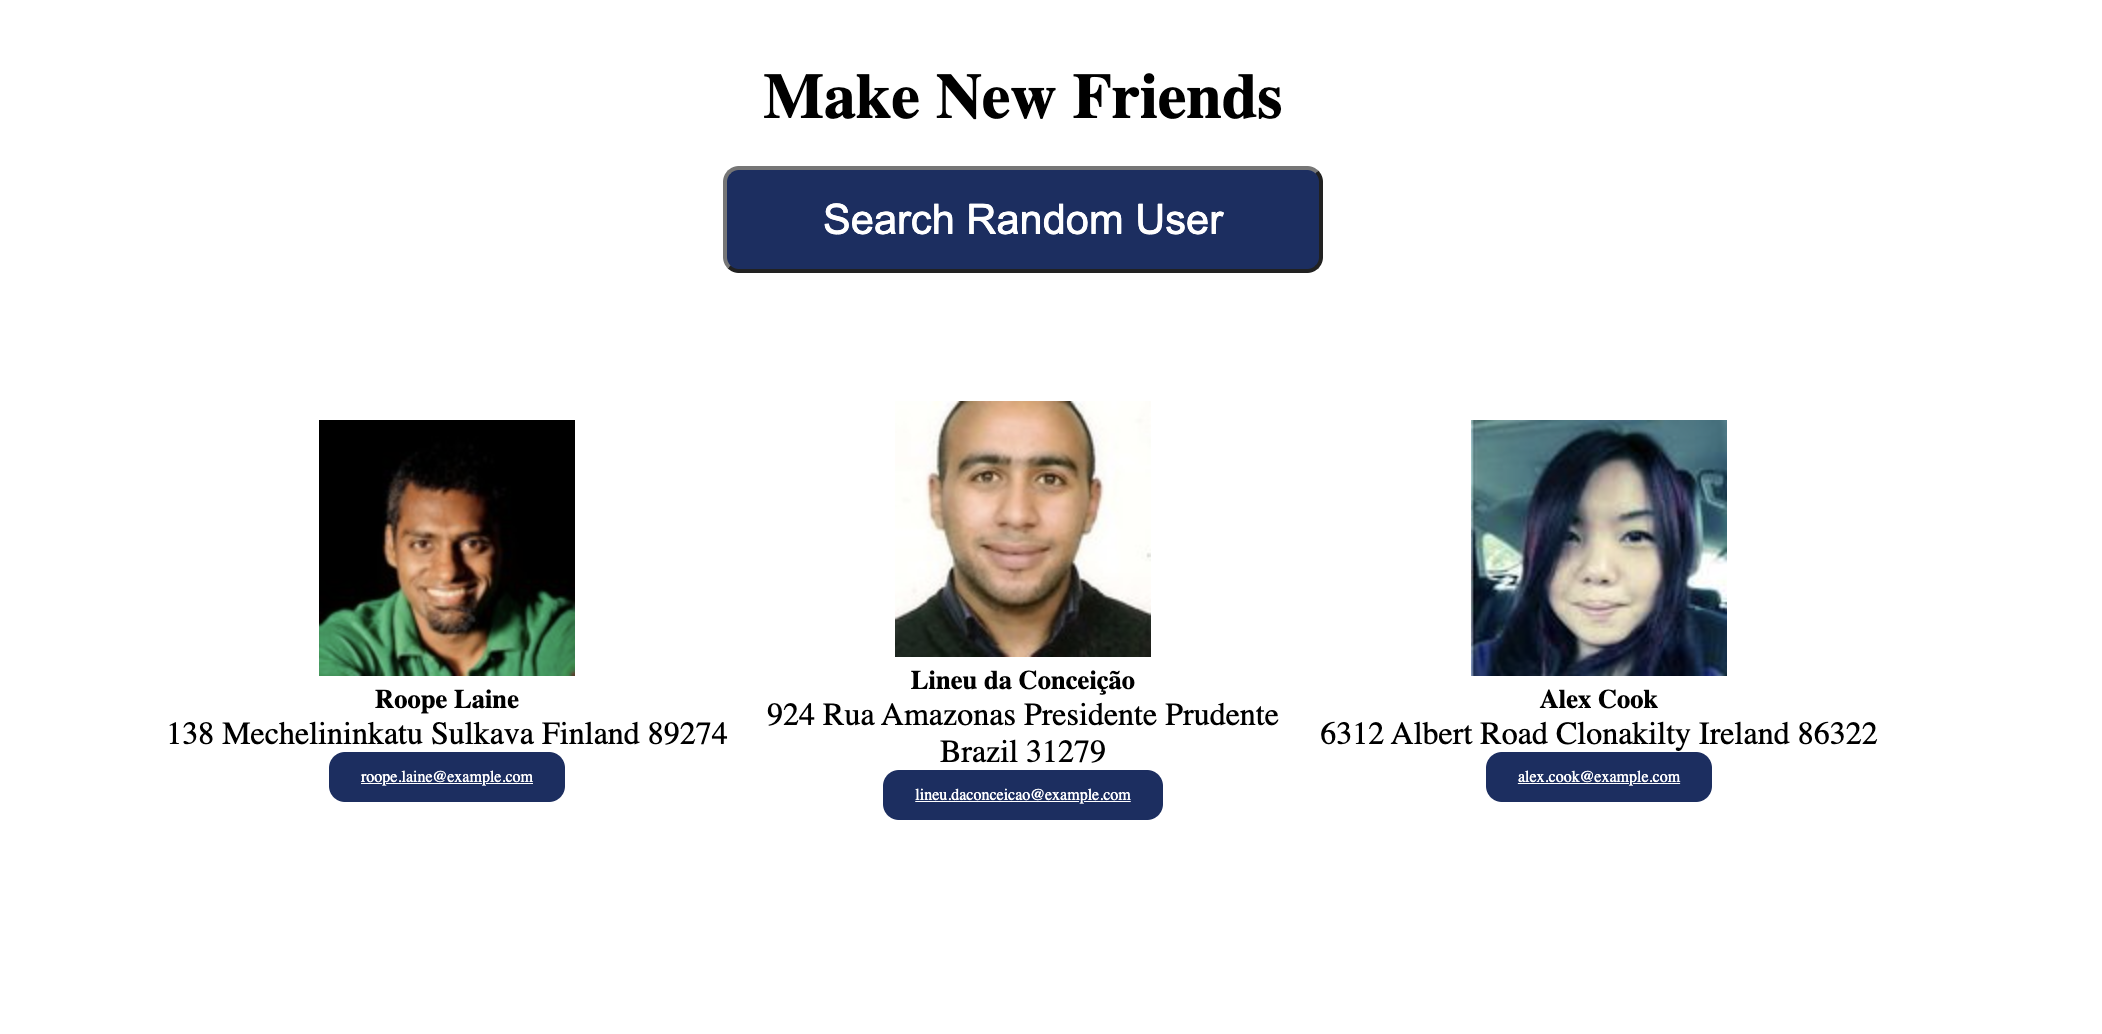 Make New Friends
Search Random User
Roope Laine
138 Mechelininkatu Sulkava Finland 89274
roope.laine@example.com
Lineu da Conceição
924 Rua Amazonas Presidente Prudente
Brazil 31279
lineu.daconceicao@example.com
Alex Cook
6312 Albert Road Clonakilty Ireland 86322
alex.cook@example.com